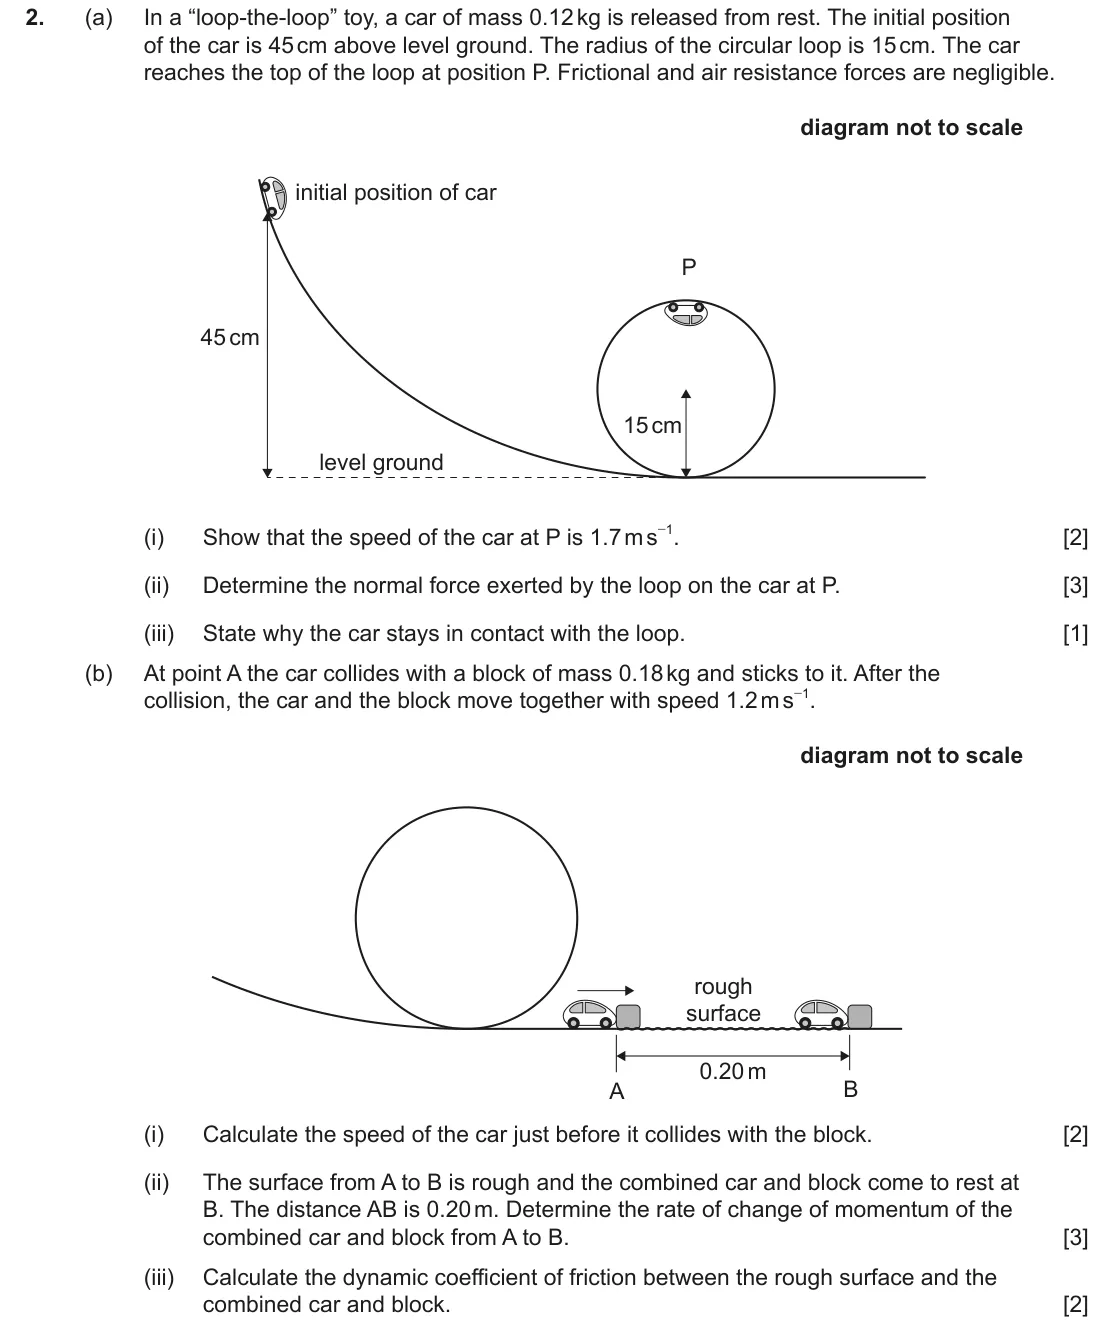 2. (a) In a “loop-the-loop” toy, a car of mass 0.12 kg is released from rest. The initial position
of the car is 45 cm above level ground. The radius of the circular loop is 15 cm. The car
reaches the top of the loop at position P. Frictional and air resistance forces are negligible.
diagram not to scale
initial position of car
P
45 cm
15 cm
level ground
(i) Show that the speed of the car at P is 1.7 m s⁻¹. [2]
(ii) Determine the normal force exerted by the loop on the car at P. [3]
(iii) State why the car stays in contact with the loop. [1]
(b) At point A the car collides with a block of mass 0.18 kg and sticks to it. After the
collision, the car and the block move together with speed 1.2 m s⁻¹.
diagram not to scale
rough
surface
0.20 m
A B
(i) Calculate the speed of the car just before it collides with the block. [2]
(ii) The surface from A to B is rough and the combined car and block come to rest at
B. The distance AB is 0.20 m. Determine the rate of change of momentum of the
combined car and block from A to B. [3]
(iii) Calculate the dynamic coefficient of friction between the rough surface and the
combined car and block. [2]